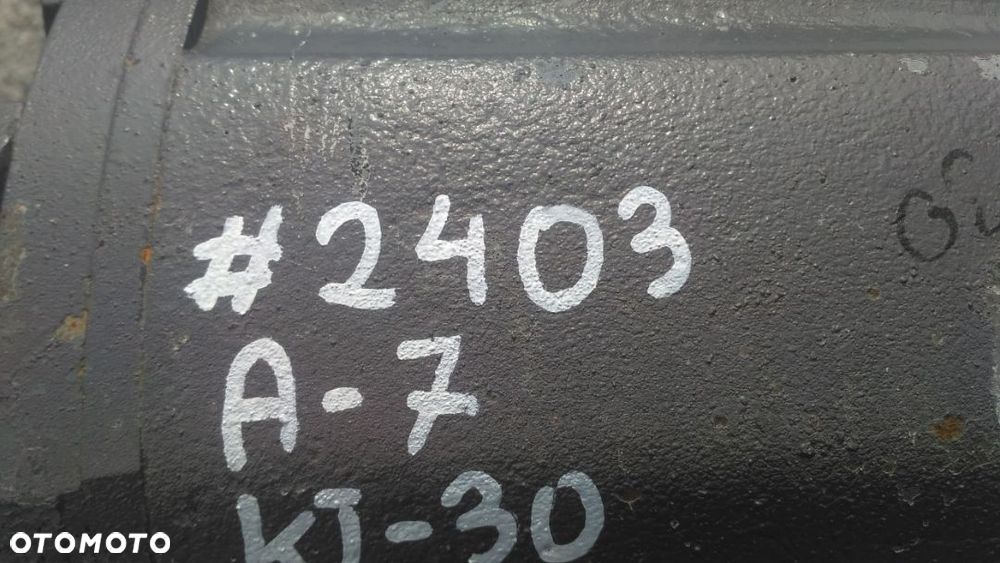 #2403
A-7
KJ-30
OTOMOTO